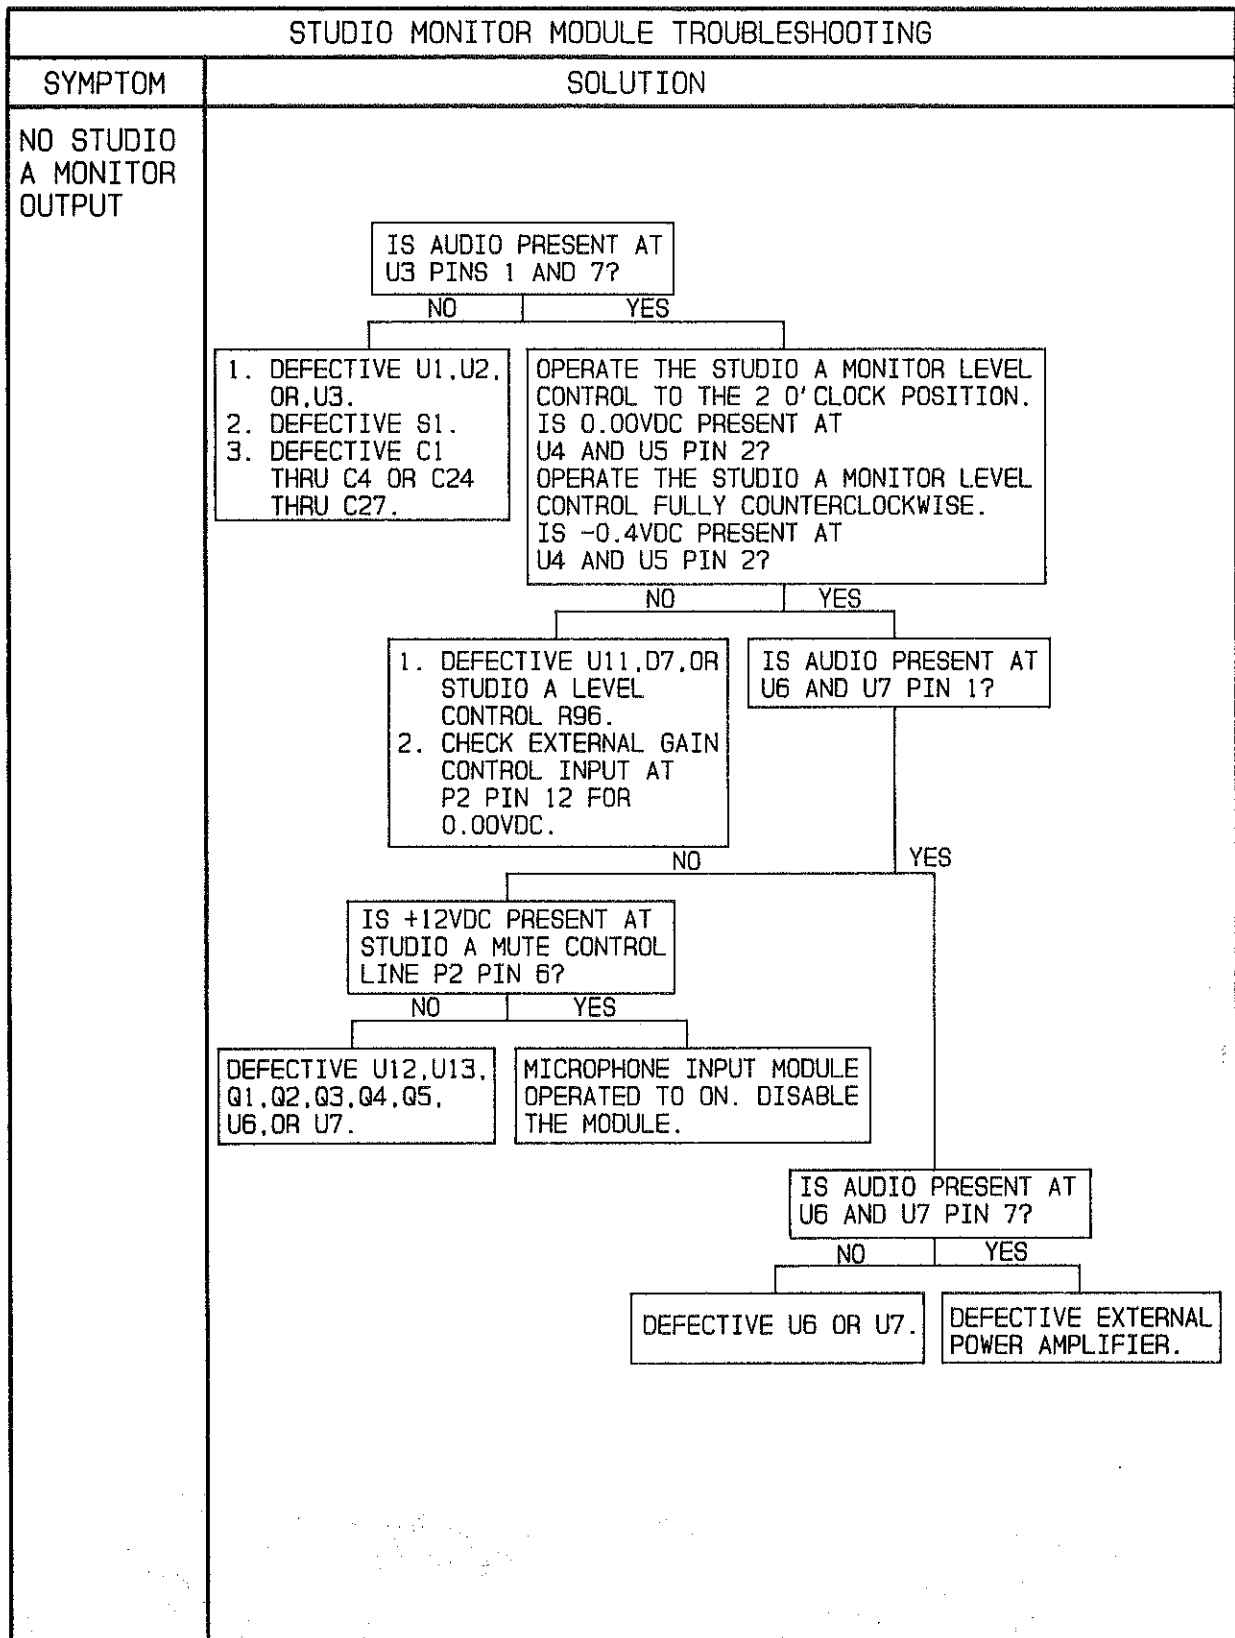 STUDIO MONITOR MODULE TROUBLESHOOTING
SYMPTOM
SOLUTION
NO STUDIO
A MONITOR
OUTPUT
IS AUDIO PRESENT AT
U3 PINS 1 AND 7?
NO
YES
1. DEFECTIVE U1,U2,
OR,U3.
2. DEFECTIVE S1.
3. DEFECTIVE C1
THRU C4 OR C24
THRU C27.
OPERATE THE STUDIO A MONITOR LEVEL
CONTROL TO THE 2 O'CLOCK POSITION.
IS 0.00VDC PRESENT AT
U4 AND U5 PIN 2?
OPERATE THE STUDIO A MONITOR LEVEL
CONTROL FULLY COUNTERCLOCKWISE.
IS -0.4VDC PRESENT AT
U4 AND U5 PIN 2?
NO
YES
1. DEFECTIVE U11,D7,OR
STUDIO A LEVEL
CONTROL R96.
2. CHECK EXTERNAL GAIN
CONTROL INPUT AT
P2 PIN 12 FOR
0.00VDC.
IS AUDIO PRESENT AT
U6 AND U7 PIN 1?
NO
YES
IS +12VDC PRESENT AT
STUDIO A MUTE CONTROL
LINE P2 PIN 6?
NO
YES
DEFECTIVE U12,U13,
Q1,Q2,Q3,Q4,Q5,
U6,OR U7.
MICROPHONE INPUT MODULE
OPERATED TO ON. DISABLE
THE MODULE.
IS AUDIO PRESENT AT
U6 AND U7 PIN 7?
NO
YES
DEFECTIVE U6 OR U7.
DEFECTIVE EXTERNAL
POWER AMPLIFIER.